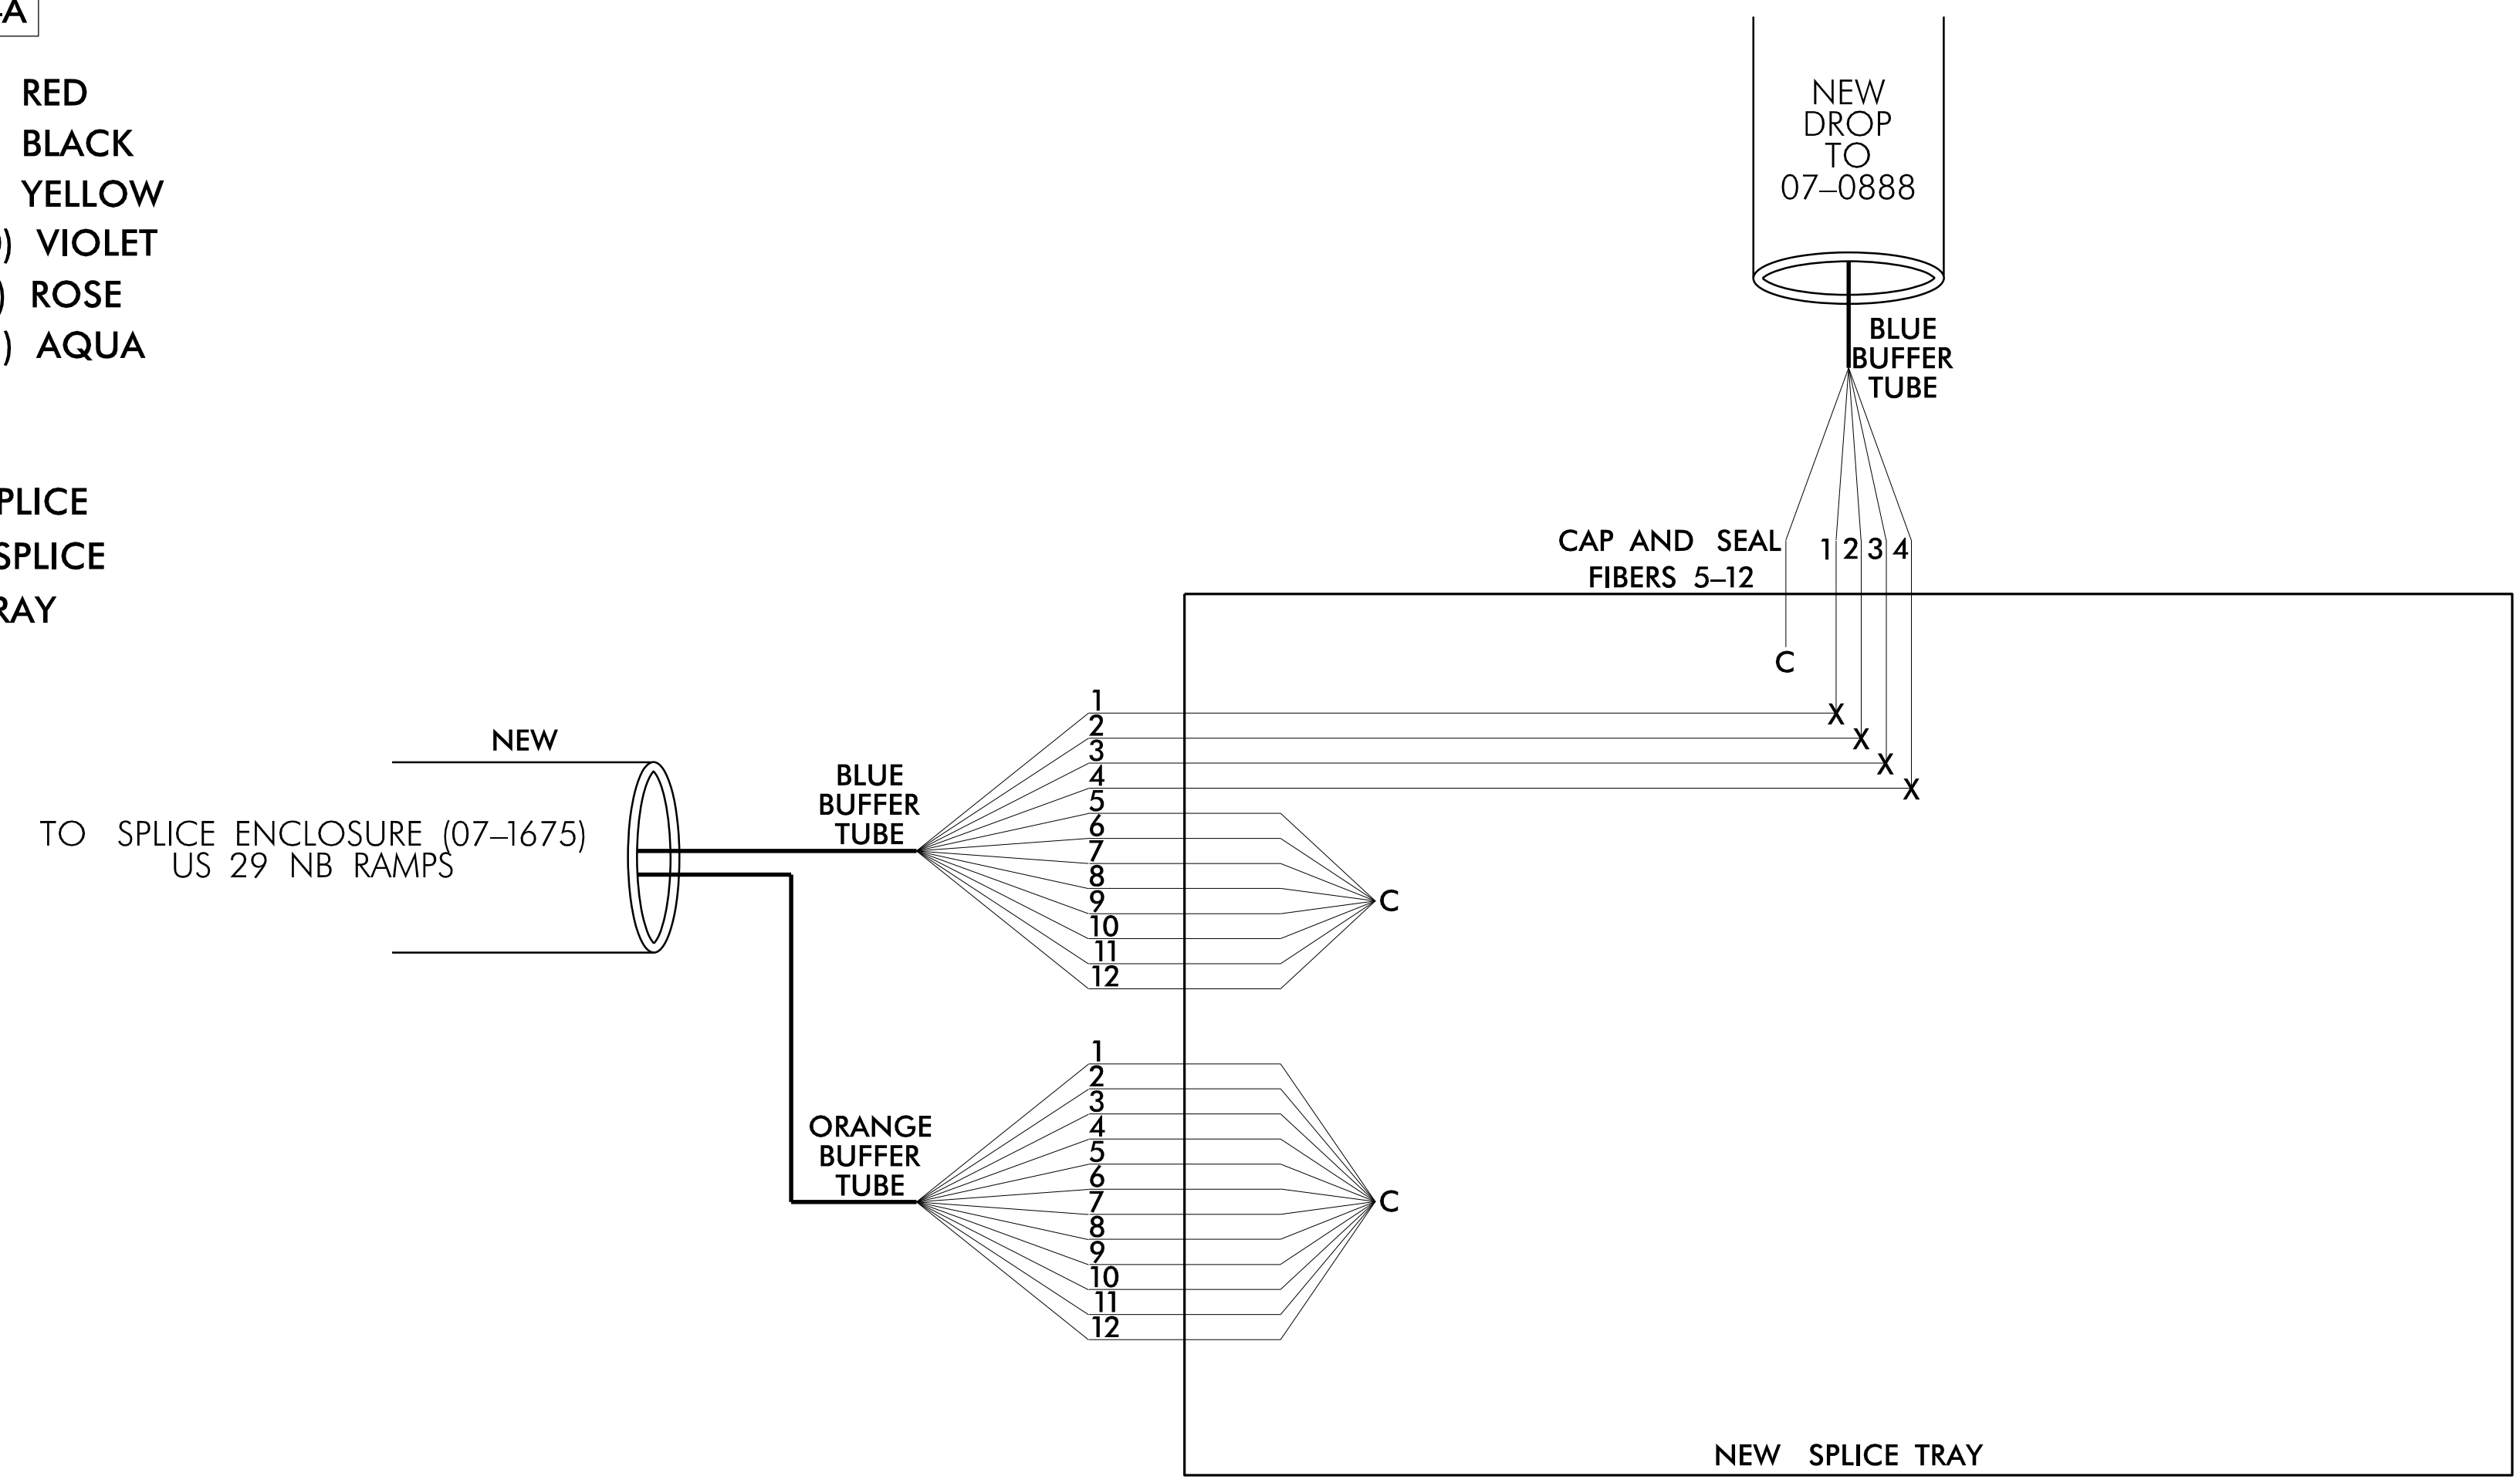 A
RED
BLACK
YELLOW
) VIOLET
) ROSE
) AQUA
PLICE
SPLICE
RAY
NEW
DROP
TO
07-0888
BLUE
BUFFER
TUBE
CAP AND SEAL
FIBERS 5-12
1 2 3 4
C
NEW
TO SPLICE ENCLOSURE (07-1675)
US 29 NB RAMPS
BLUE
BUFFER
TUBE
1
2
3
4
5
6
7
8
9
10
11
12
X
X
X
X
C
ORANGE
BUFFER
TUBE
1
2
3
4
5
6
7
8
9
10
11
12
C
NEW SPLICE TRAY